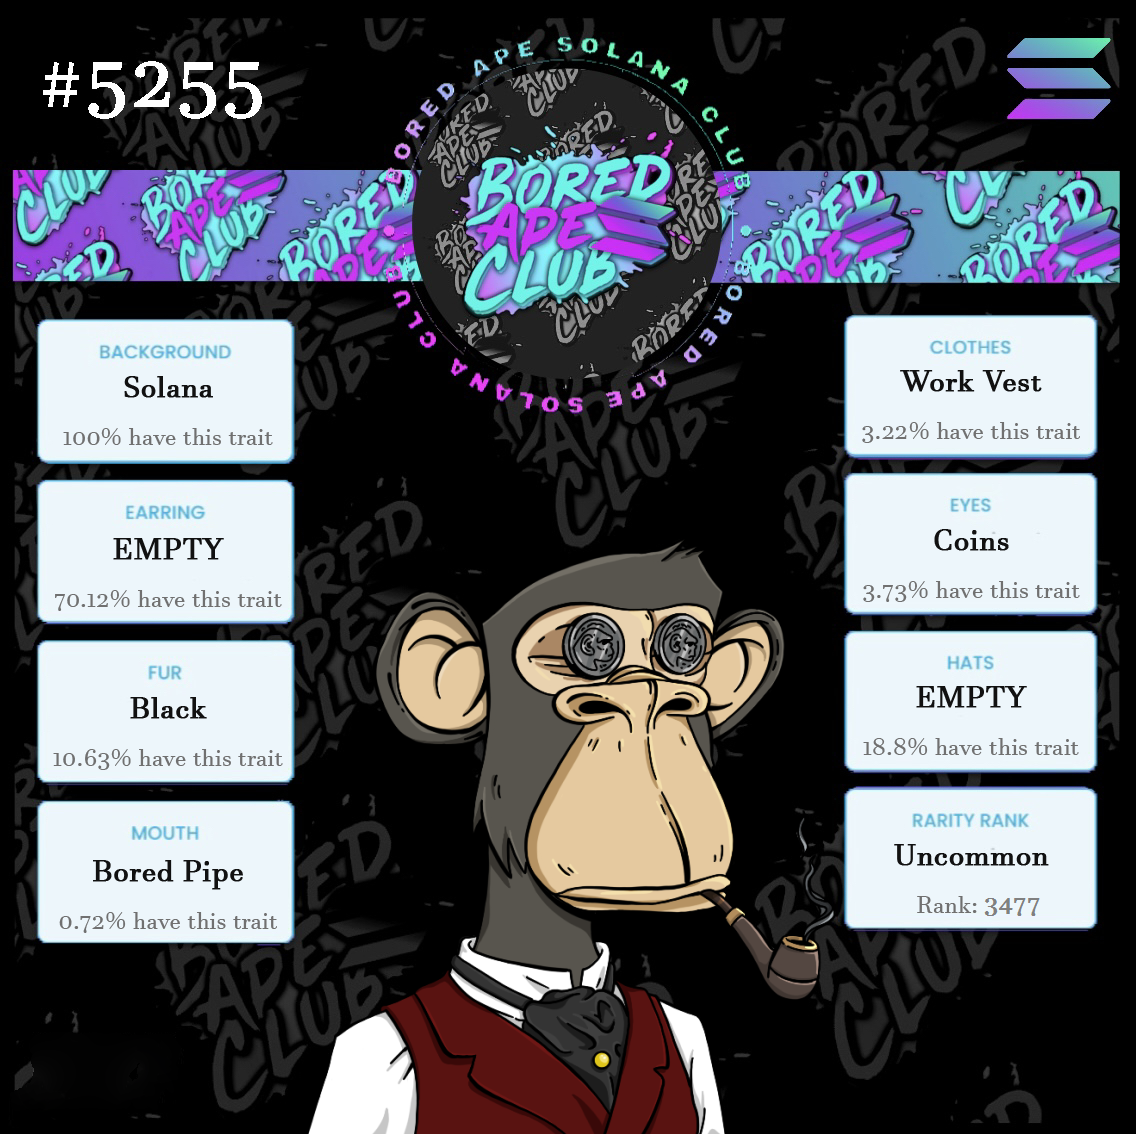 #5255
BORED APE SOLANA CLUB
BORED APE SOLANA CLUB
BORED
APE
CLUB
BACKGROUND
Solana
100% have this trait
EARRING
EMPTY
70.12% have this trait
FUR
Black
10.63% have this trait
MOUTH
Bored Pipe
0.72% have this trait
CLOTHES
Work Vest
3.22% have this trait
EYES
Coins
3.73% have this trait
HATS
EMPTY
18.8% have this trait
RARITY RANK
Uncommon
Rank: 3477